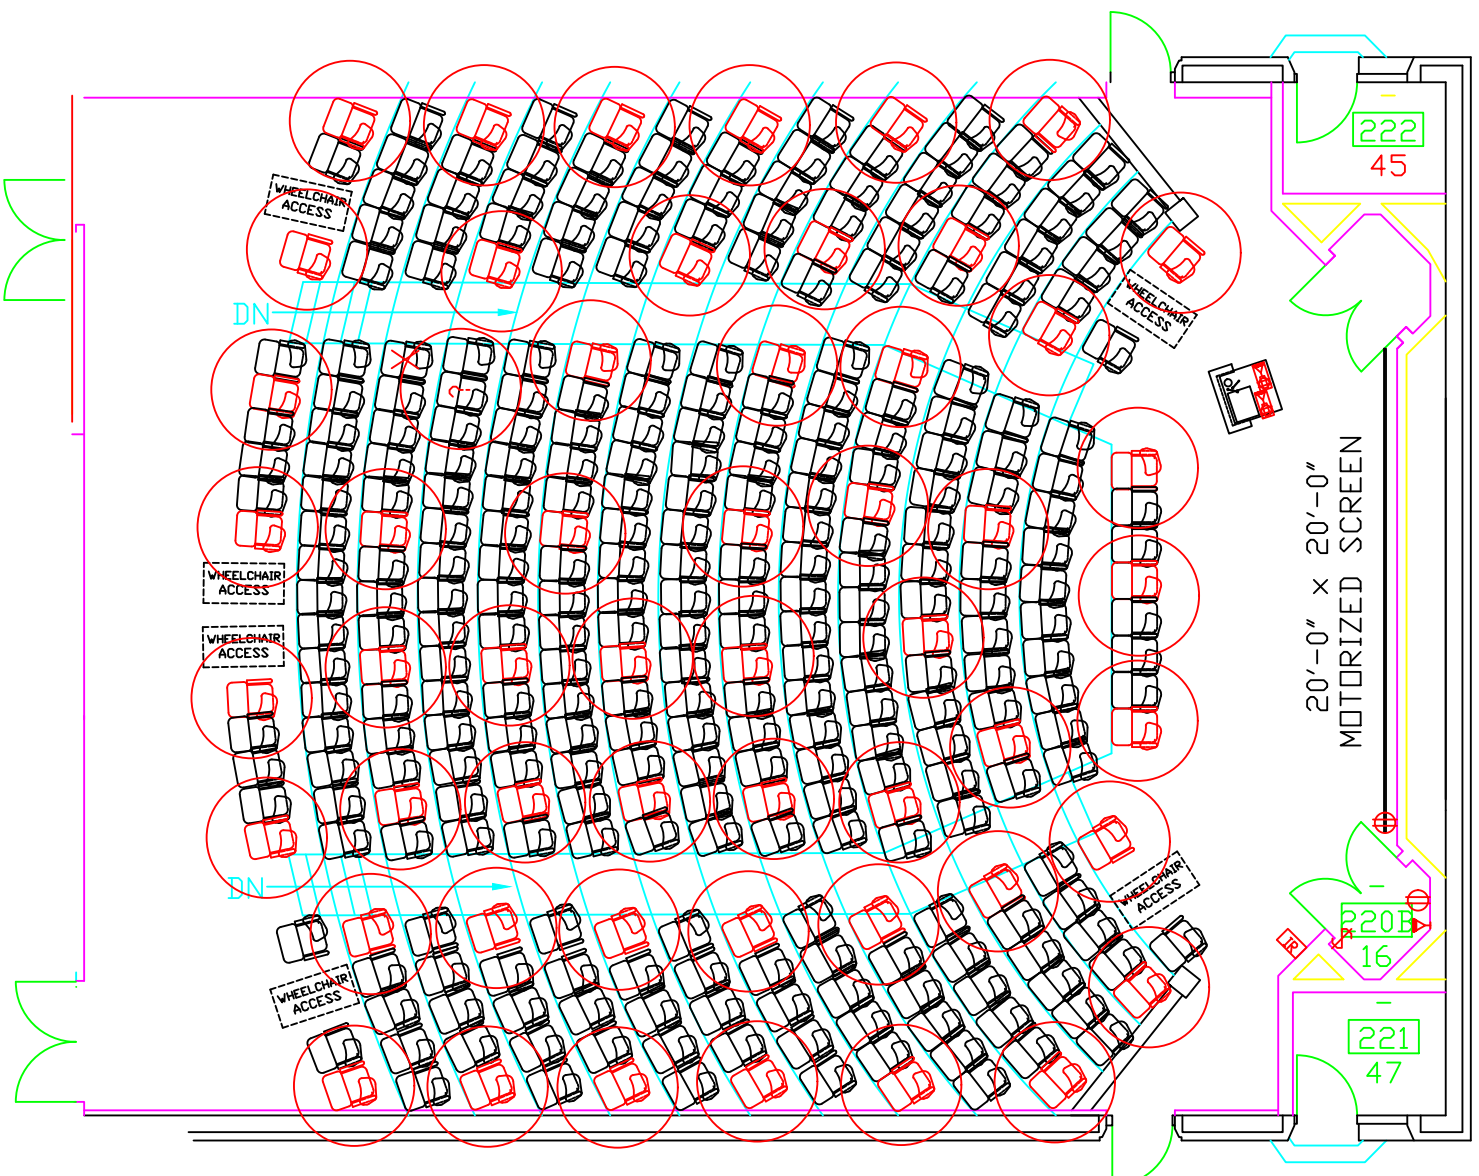 222
45
WHEELCHAIR
ACCESS
WHEELCHAIR
ACCESS
DN
20'-0" x 20'-0"
MOTORIZED SCREEN
WHEELCHAIR
ACCESS
WHEELCHAIR
ACCESS
DN
WHEELCHAIR
ACCESS
220B
16
JR
WHEELCHAIR
ACCESS
221
47